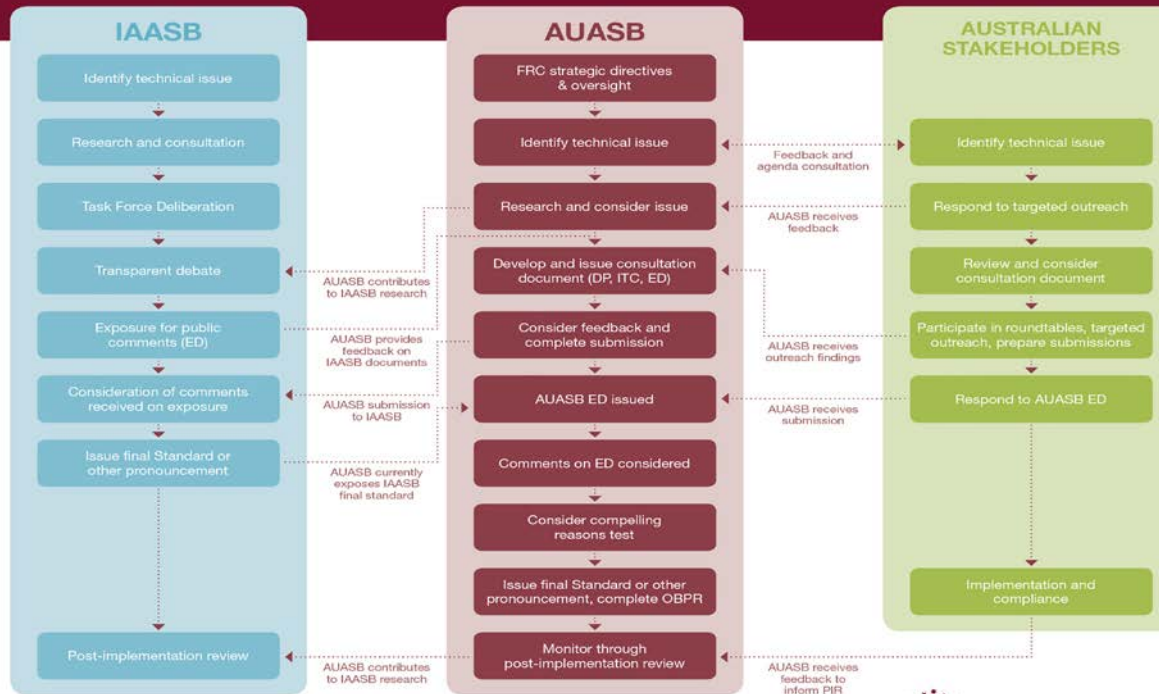 IAASB
Identify technical issue
Research and consultation
Task Force Deliberation
Transparent debate
Exposure for public
comments (ED)
Consideration of comments
received on exposure
Issue final Standard or
other pronouncement
Post-implementation review
AUASB contributes
to IAASB research
AUASB provides
feedback on
IAASB documents
AUASB submission
to IAASB
AUASB currently
exposes IAASB
final standard
AUASB contributes
to IAASB research
AUASB
FRC strategic directives
& oversight
Identify technical issue
Research and consider issue
Develop and issue consultation
document (DP, ITC, ED)
Consider feedback and
complete submission
AUASB ED issued
Comments on ED considered
Consider compelling
reasons test
Issue final Standard or other
pronouncement, complete OBPR
Monitor through
post-implementation review
Feedback and
agenda consultation
AUASB receives
feedback
AUASB receives
outreach findings
AUASB receives
submission
AUASB receives
feedback to
inform PIR
AUSTRALIAN
STAKEHOLDERS
Identify technical issue
Respond to targeted outreach
Review and consider
consultation document
Participate in roundtables, targeted
outreach, prepare submissions
Respond to AUASB ED
Implementation and
compliance